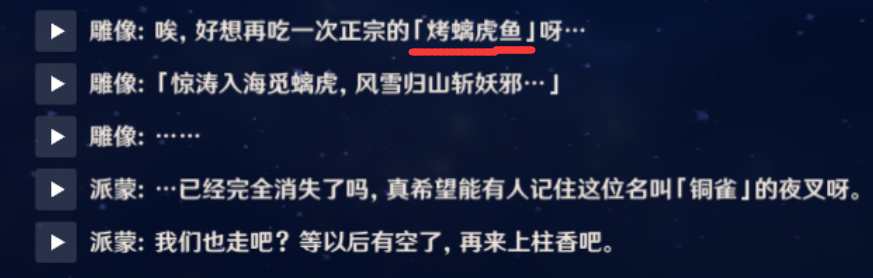 雕像: 唉, 好想再吃一次正宗的「烤螭虎鱼」呀…
雕像:「惊涛入海觅螭虎, 风雪归山斩妖邪…」
雕像: ……
派蒙: …已经完全消失了吗, 真希望能有人记住这位名叫「铜雀」的夜叉呀。
派蒙: 我们也走吧? 等以后有空了, 再来上柱香吧。